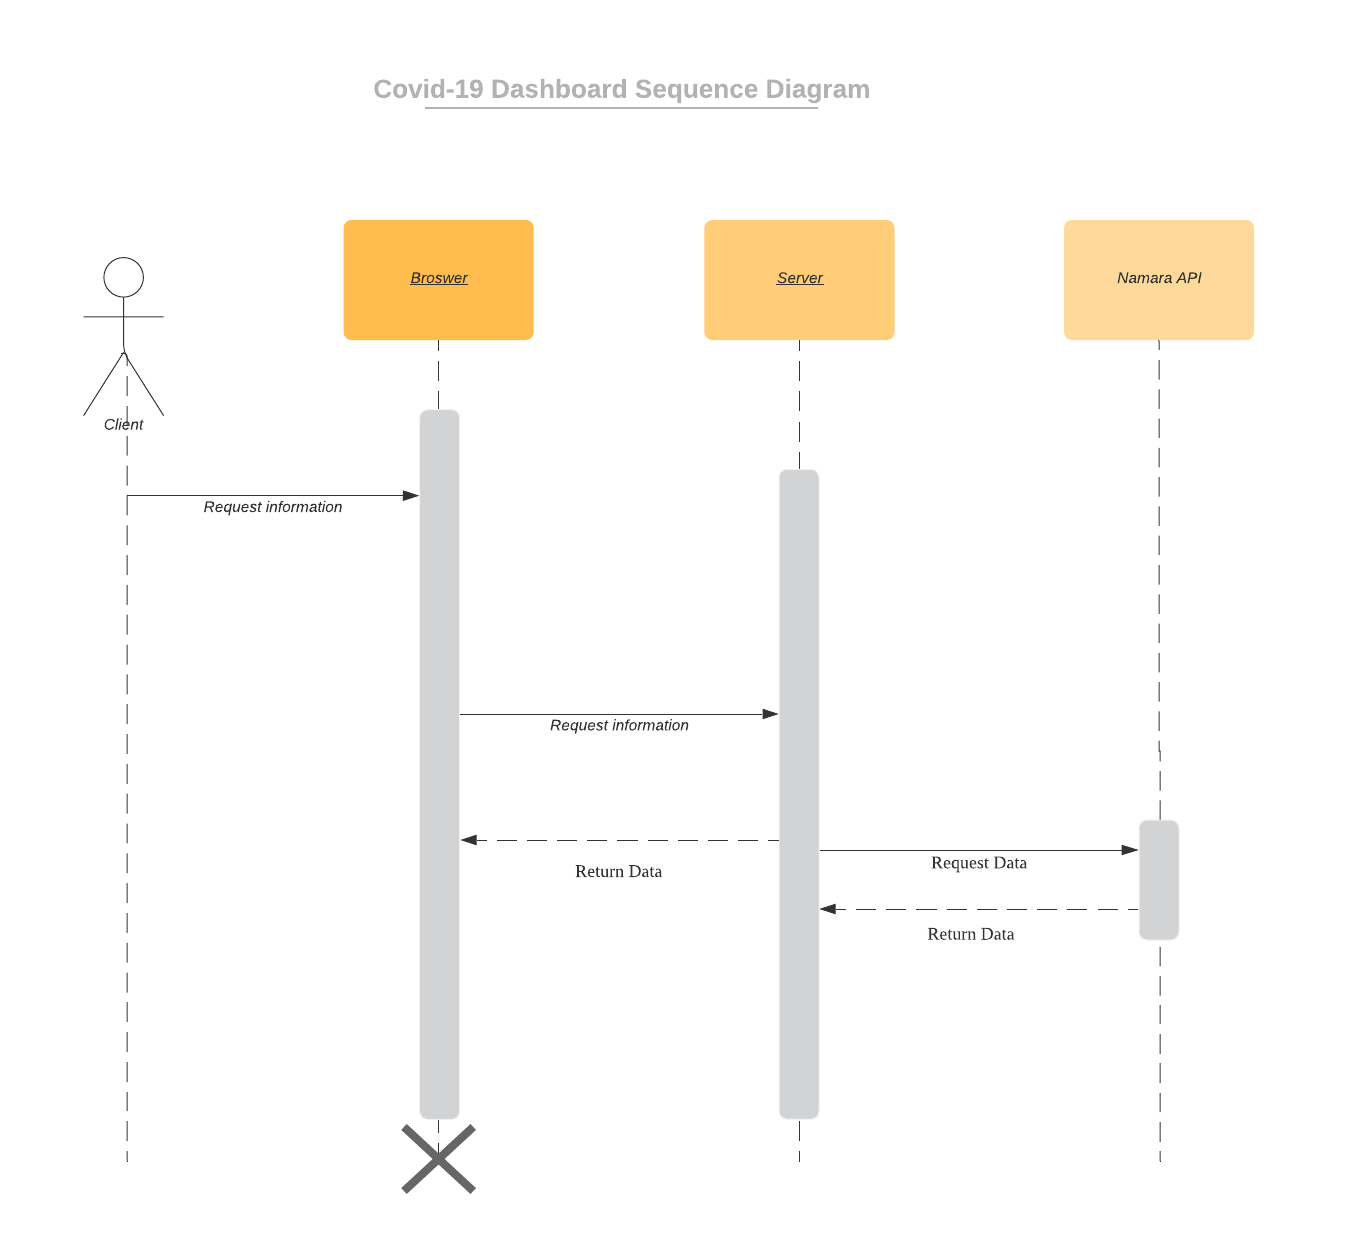 Covid-19 Dashboard Sequence Diagram
Broswer
Server
Namara API
Client
Request information
Request information
Return Data
Request Data
Return Data